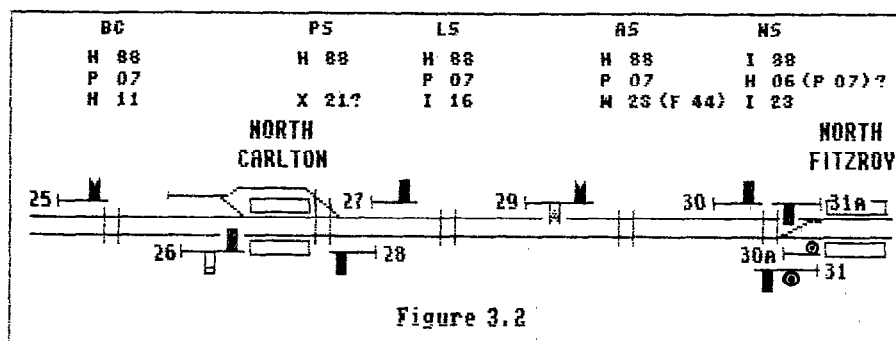 BC PS LS AS NS
H 88 H 88 H 88 H 88 I 88
P 07 P 07 P 07 H 06 (P 07)?
H 11 X 21? I 16 W (F 44) I 23
NORTH NORTH
CARLTON FITZROY
25 27 29 30 31A
26 28 30A 31
Figure 3.2